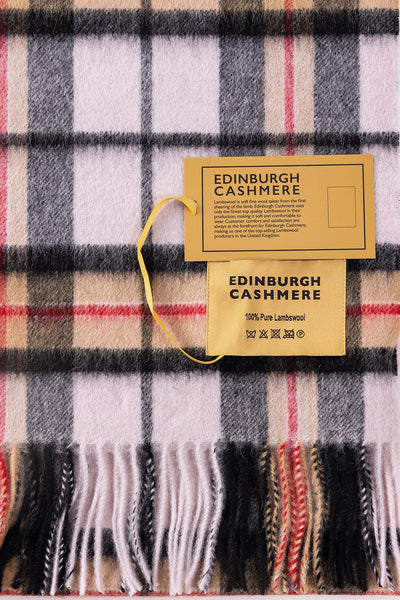 EDINBURGH
CASHMERE
Lambswool is soft fine wool taken from the first
shearing of the lamb. Edinburgh Cashmere uses
only the finest top quality Lambswool in their
production, making it soft and comfortable to
wear. Customer comfort and satisfaction are
always at the forefront for Edinburgh Cashmere,
making us one of the top-selling Lambswool
producers in the United Kingdom.
EDINBURGH
CASHMERE
100% Pure Lambswool